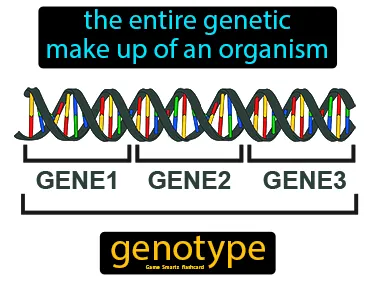 the entire genetic
make up of an organism
GENE1 GENE2 GENE3
genotype
Game Smartz flashcard